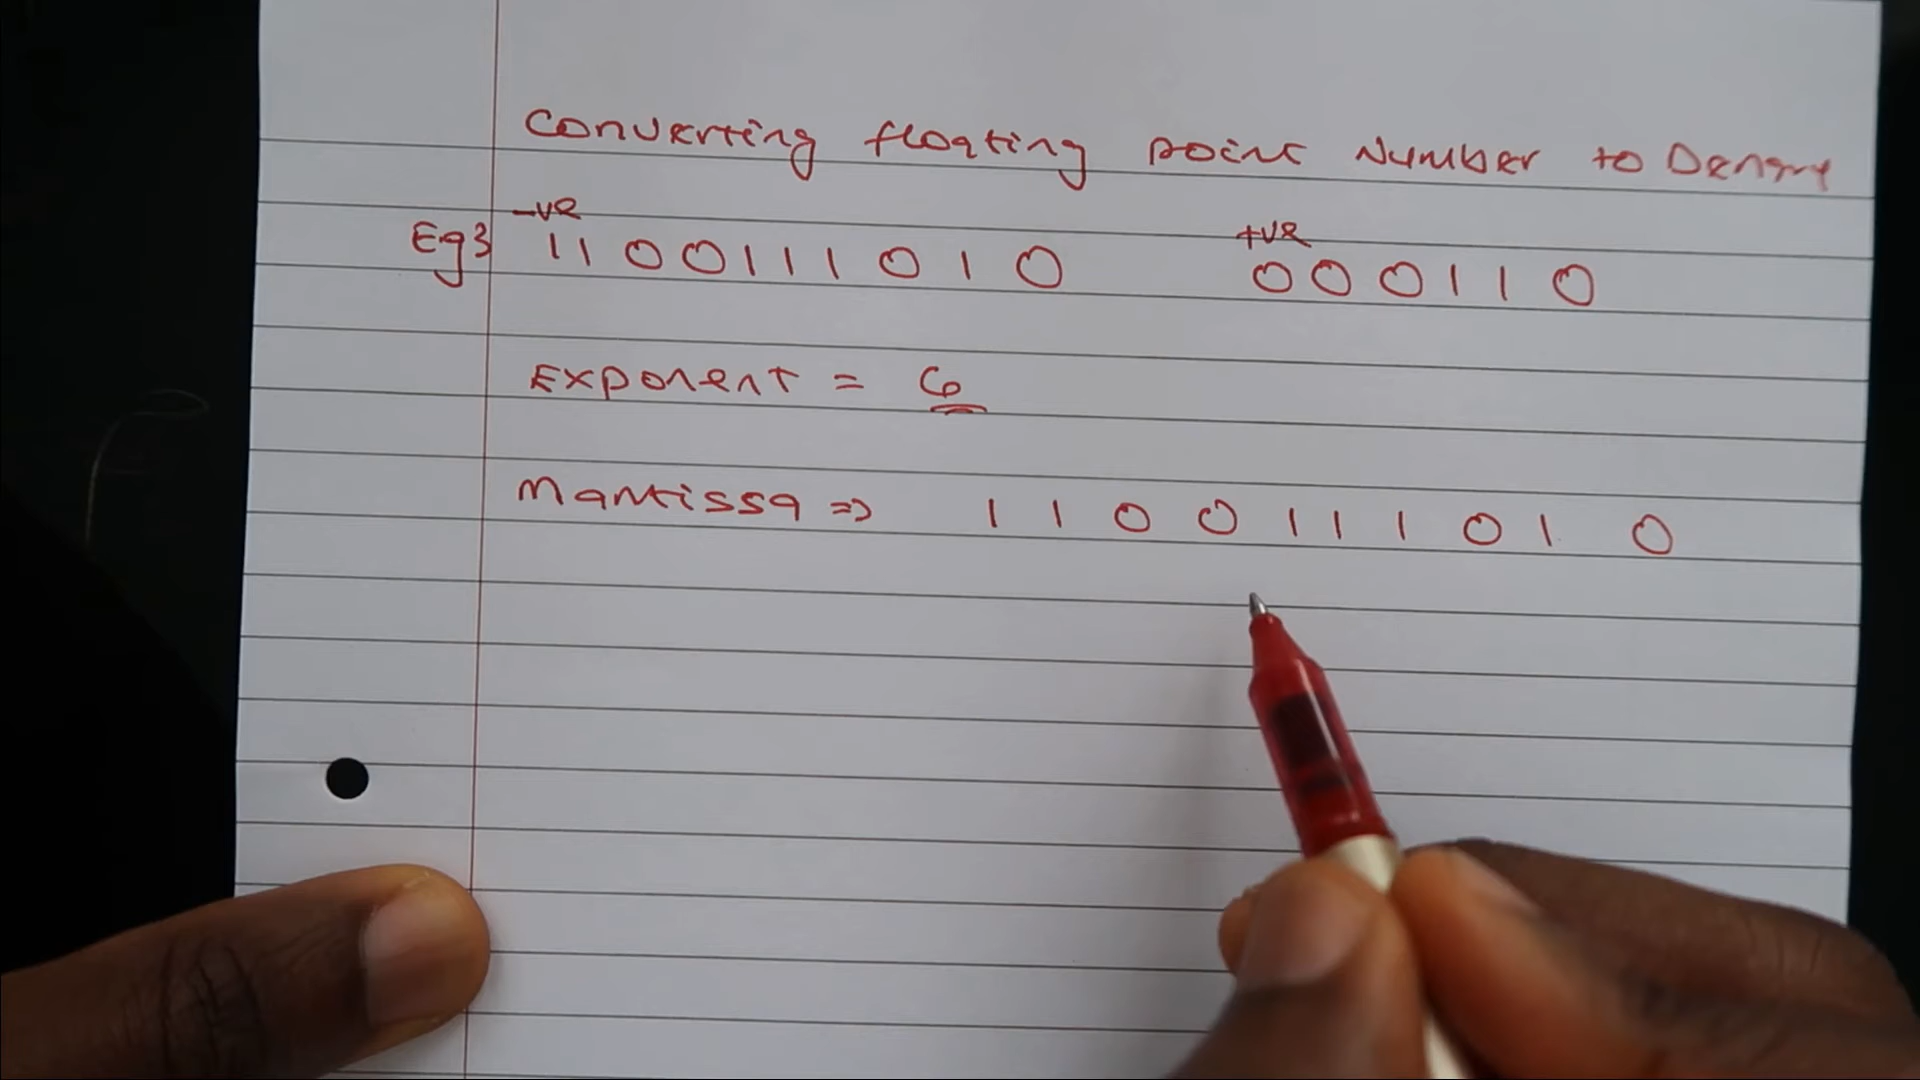 Converting floating point Number to Denary
-ve +ve
Eg3 1100111010 000110
Exponent = 6
Mantissa => 1100111010